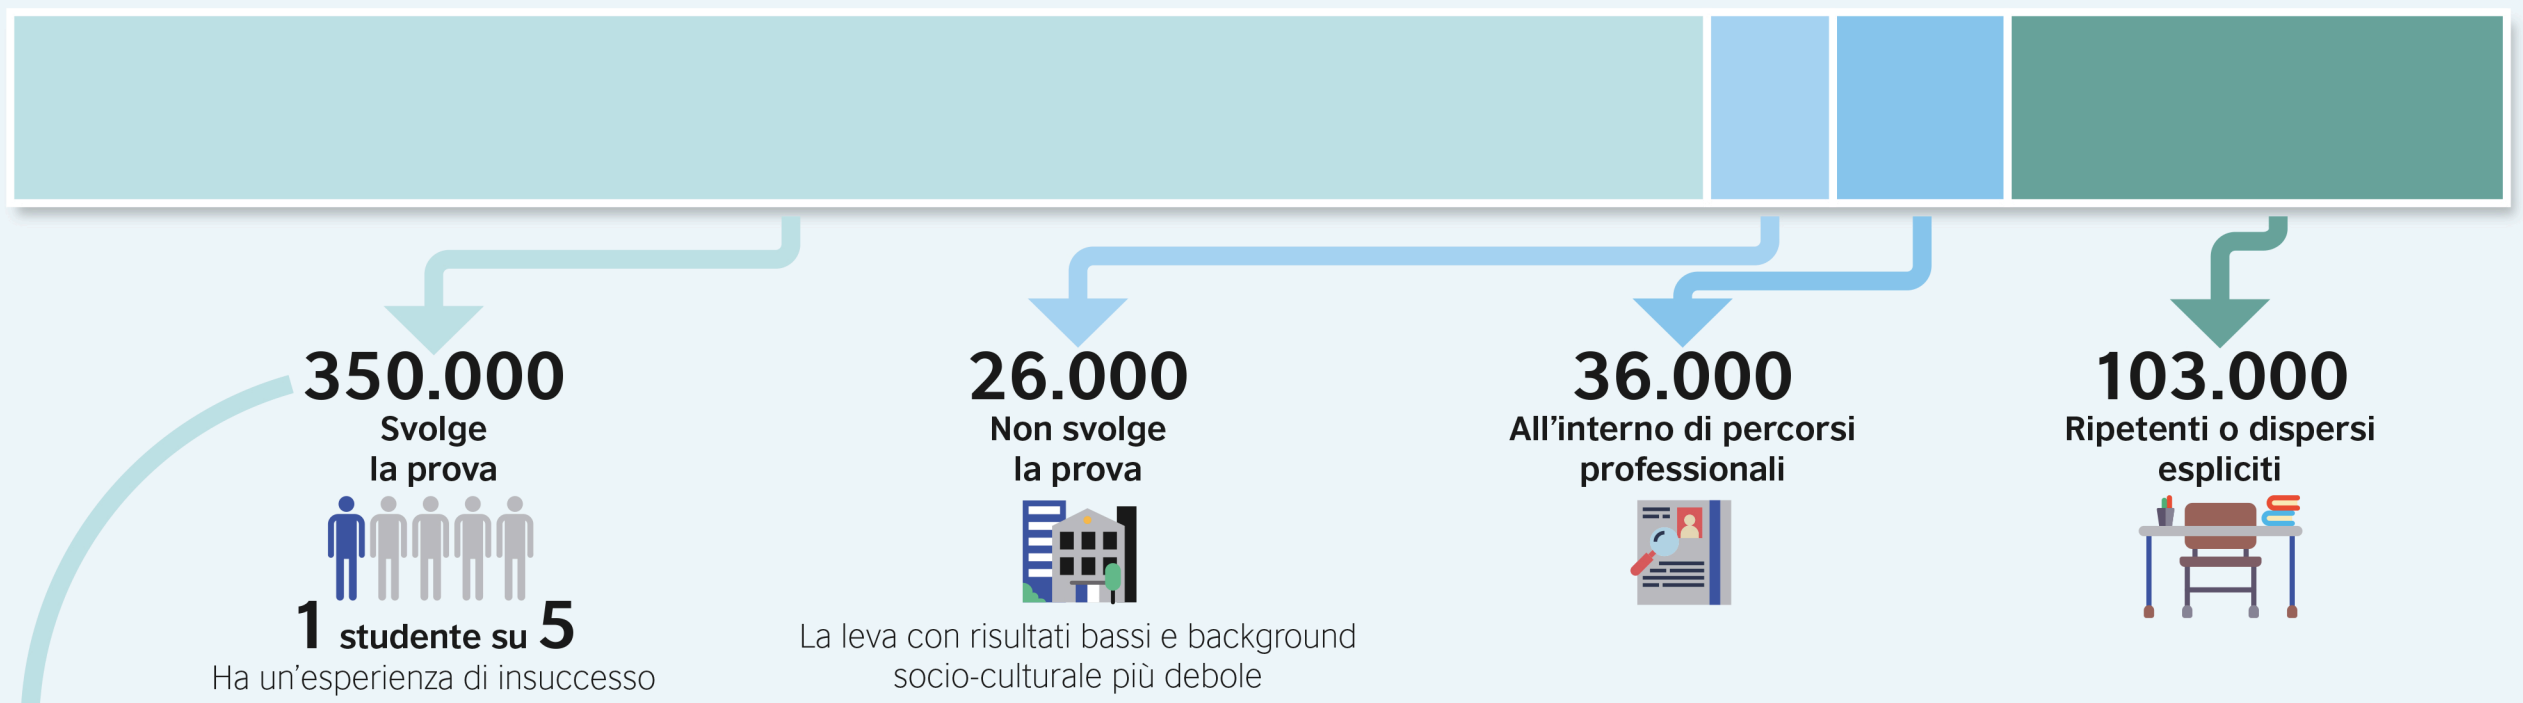 350.000
Svolge
la prova
1 studente su 5
Ha un'esperienza di insuccesso
26.000
Non svolge
la prova
La leva con risultati bassi e background
socio-culturale più debole
36.000
All'interno di percorsi
professionali
103.000
Ripetenti o dispersi
espliciti